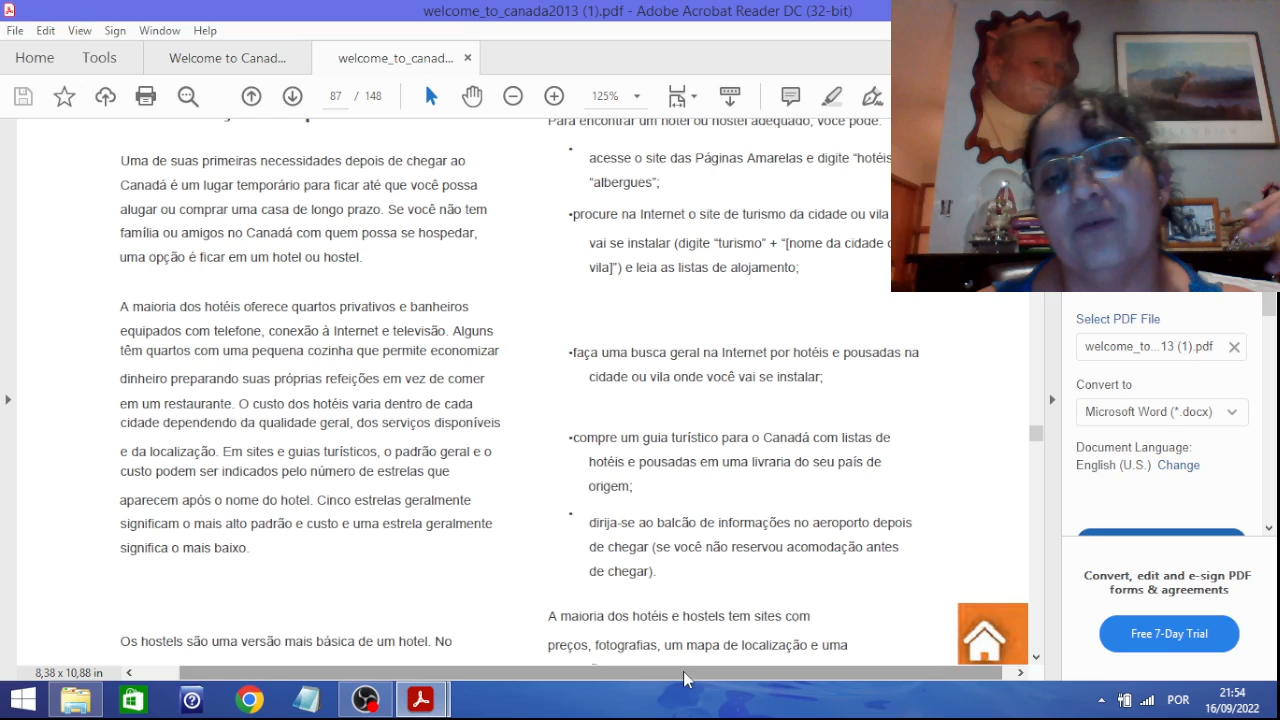 welcome_to_canada2013 (1).pdf - Adobe Acrobat Reader DC (32-bit)
File Edit View Sign Window Help
Home Tools Welcome to Canad... welcome_to_canad... ×
87 / 148 125%
Uma de suas primeiras necessidades depois de chegar ao
Canadá é um lugar temporário para ficar até que você possa
alugar ou comprar uma casa de longo prazo. Se você não tem
família ou amigos no Canadá com quem possa se hospedar,
uma opção é ficar em um hotel ou hostel.
A maioria dos hotéis oferece quartos privativos e banheiros
equipados com telefone, conexão à Internet e televisão. Alguns
têm quartos com uma pequena cozinha que permite economizar
dinheiro preparando suas próprias refeições em vez de comer
em um restaurante. O custo dos hotéis varia dentro de cada
cidade dependendo da qualidade geral, dos serviços disponíveis
e da localização. Em sites e guias turísticos, o padrão geral e o
custo podem ser indicados pelo número de estrelas que
aparecem após o nome do hotel. Cinco estrelas geralmente
significam o mais alto padrão e custo e uma estrela geralmente
significa o mais baixo.
Os hostels são uma versão mais básica de um hotel. No
Para encontrar um hotel ou hostel adequado, você pode:
•
acesse o site das Páginas Amarelas e digite “hotéis
“albergues”;
•procure na Internet o site de turismo da cidade ou vila
vai se instalar (digite “turismo” + “[nome da cidade
vila]”) e leia as listas de alojamento;
•faça uma busca geral na Internet por hotéis e pousadas na
cidade ou vila onde você vai se instalar;
•compre um guia turístico para o Canadá com listas de
hotéis e pousadas em uma livraria do seu país de
origem;
•
dirija-se ao balcão de informações no aeroporto depois
de chegar (se você não reservou acomodação antes
de chegar).
A maioria dos hotéis e hostels tem sites com
preços, fotografias, um mapa de localização e uma
Select PDF File
welcome_to...13 (1).pdf
Convert to
Microsoft Word (*.docx)
Document Language:
English (U.S.) Change
Convert, edit and e-sign PDF
forms & agreements
Free 7-Day Trial
8,38 x 10,88 in
POR
21:54
16/09/2022